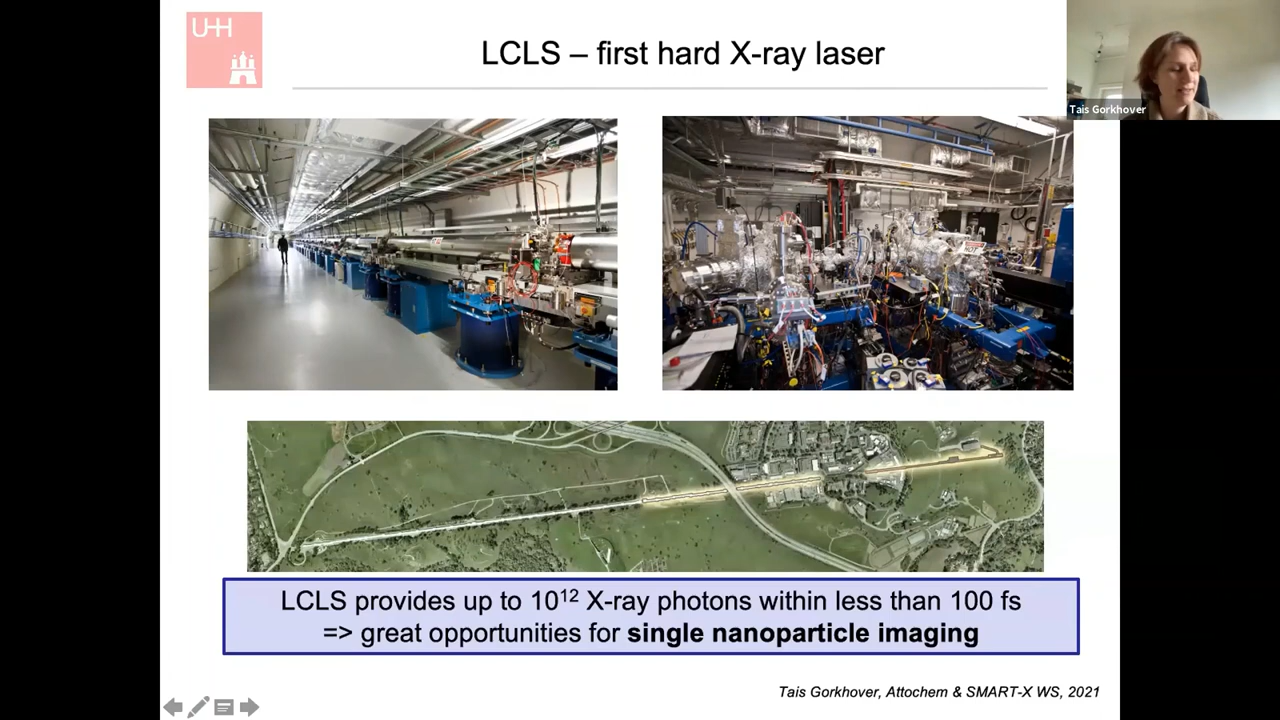 UHH
LCLS – first hard X-ray laser
Tais Gorkhover
LCLS provides up to 10¹² X-ray photons within less than 100 fs
=> great opportunities for single nanoparticle imaging
Tais Gorkhover, Attochem & SMART-X WS, 2021